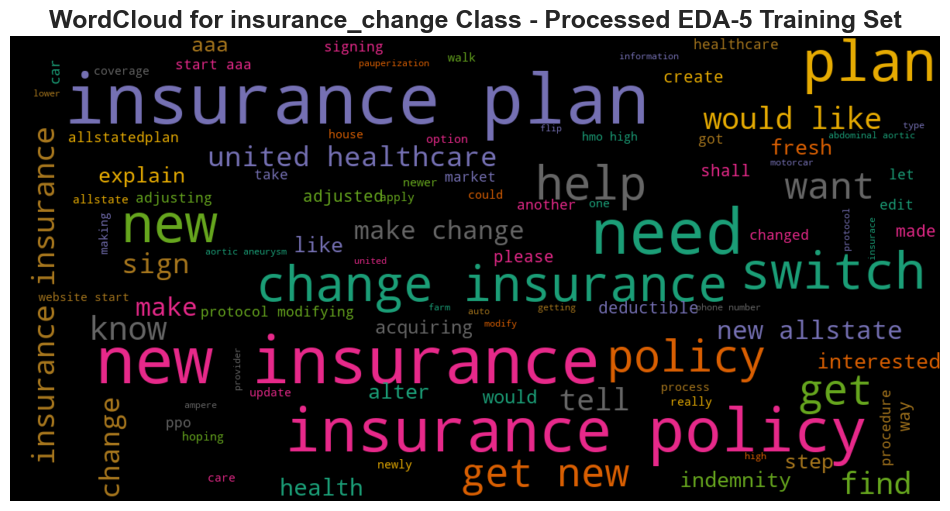 WordCloud for insurance_change Class - Processed EDA-5 Training Set
aaa
signing
healthcare
plan
car
coverage
start aaa
pauperization
walk
information
create
lower
insurance plan
would like
allstatedplan
house
option
flip
hmo high
got
type
abdominal aortic
united healthcare
fresh
motorcar
explain
take
market
help
shall
want
let
newer
allstate
adjusting
adjusted
apply
could
one
another
edit
insurance insurance
making
new
aortic aneurysm
like
make change
need
changed
protocol
insurace
made
sign
united
please
change insurance
switch
website start
make
protocol modifying
farm
auto
getting
deductible
phone number
know
acquiring
modify
new allstate
new insurance
policy
interested
provider
update
alter
would
tell
process
really
get
change
ampere
ppo
hoping
insurance policy
procedure
way
newly
high
step
care
health
get new
indemnity
find